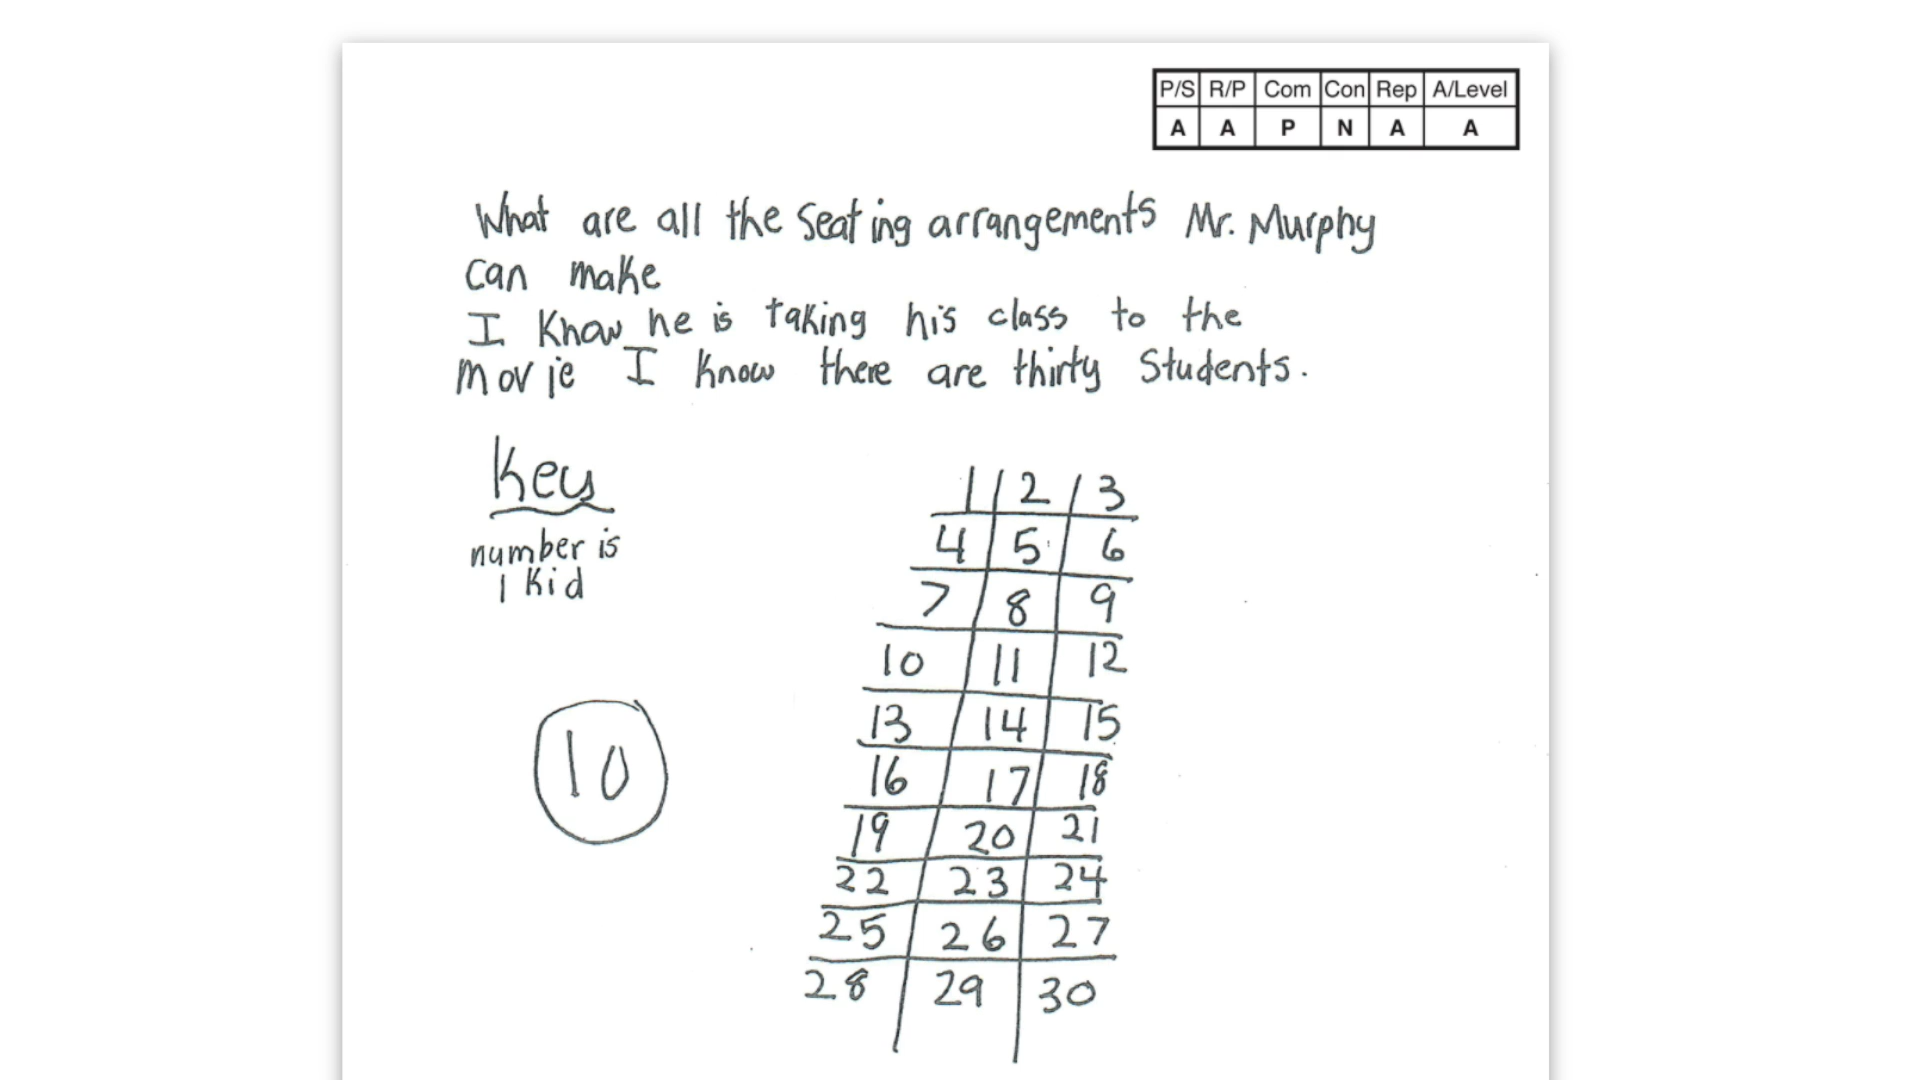 P/S R/P Com Con Rep A/Level
A A P N A A
What are all the seating arrangements Mr. Murphy
can make
I Know he is taking his class to the
movie I know there are thirty Students.
key
number is
1 Kid
10
1 2 3
4 5 6
7 8 9
10 11 12
13 14 15
16 17 18
19 20 21
22 23 24
25 26 27
28 29 30